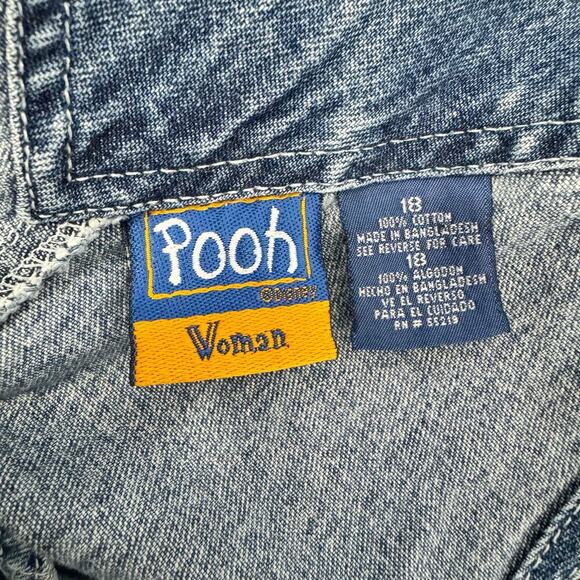 Pooh
©Disney
Woman
18
100% COTTON
MADE IN BANGLADESH
SEE REVERSE FOR CARE
18
100% ALGODON
HECHO EN BANGLADESH
VE EL REVERSO
PARA EL CUIDADO
RN # 55219